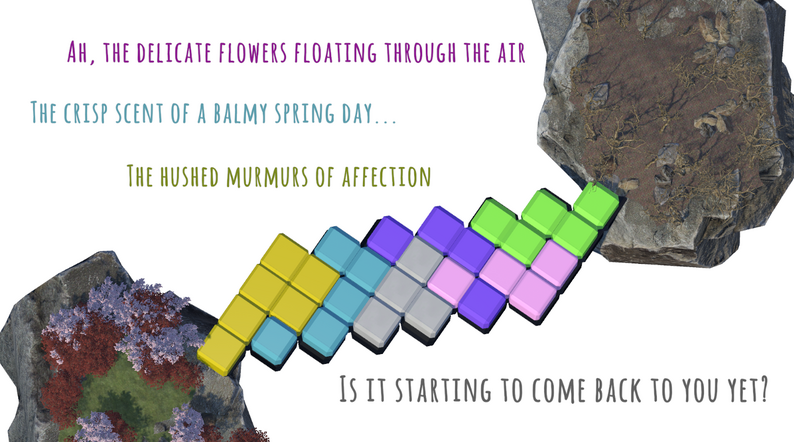 Ah, the delicate flowers floating through the air
The crisp scent of a balmy spring day...
The hushed murmurs of affection
Is it starting to come back to you yet?